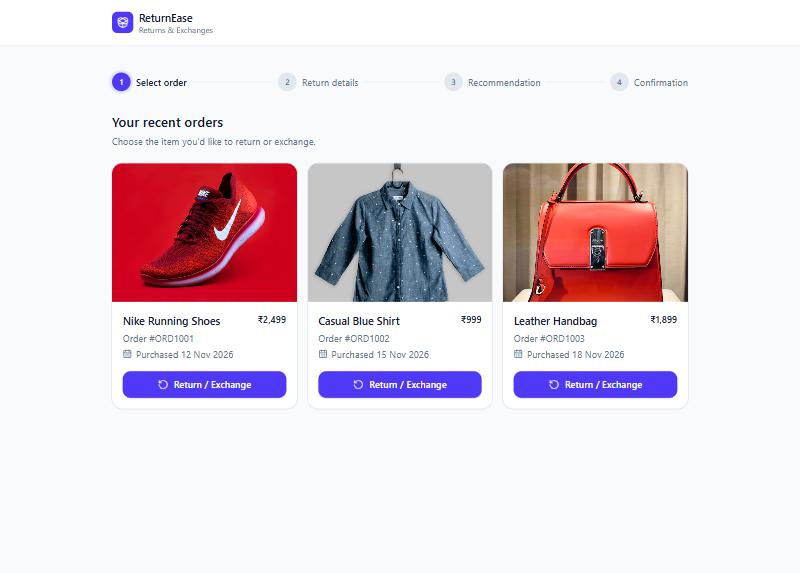 ReturnEase
Returns & Exchanges
1 Select order
2 Return details
3 Recommendation
4 Confirmation
Your recent orders
Choose the item you'd like to return or exchange.
NIKE
Nike Running Shoes ₹2,499
Order #ORD1001
Purchased 12 Nov 2026
Return / Exchange
Casual Blue Shirt ₹999
Order #ORD1002
Purchased 15 Nov 2026
Return / Exchange
Leather Handbag ₹1,899
Order #ORD1003
Purchased 18 Nov 2026
Return / Exchange